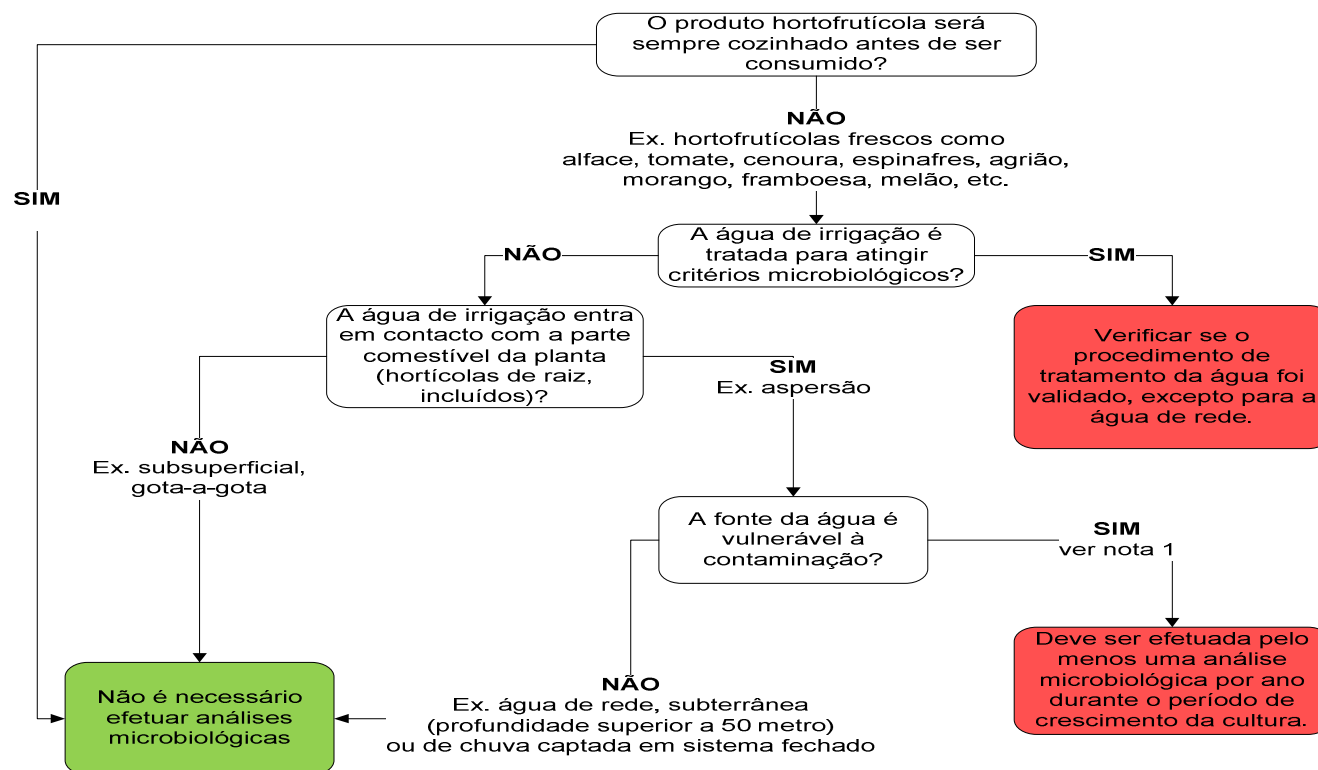 O produto hortofrutícola será
sempre cozinhado antes de ser
consumido?
NÃO
Ex. hortofrutícolas frescos como
alface, tomate, cenoura, espinafres, agrião,
morango, framboesa, melão, etc.
SIM
A água de irrigação é
tratada para atingir
critérios microbiológicos?
NÃO
SIM
A água de irrigação entra
em contacto com a parte
comestível da planta
(hortícolas de raiz,
incluídos)?
Verificar se o
procedimento de
tratamento da água foi
validado, excepto para a
água de rede.
SIM
Ex. aspersão
NÃO
Ex. subsuperficial,
gota-a-gota
A fonte da água é
vulnerável à
contaminação?
SIM
ver nota 1
Não é necessário
efetuar análises
microbiológicas
NÃO
Ex. água de rede, subterrânea
(profundidade superior a 50 metro)
ou de chuva captada em sistema fechado
Deve ser efetuada pelo
menos uma análise
microbiológica por ano
durante o período de
crescimento da cultura.